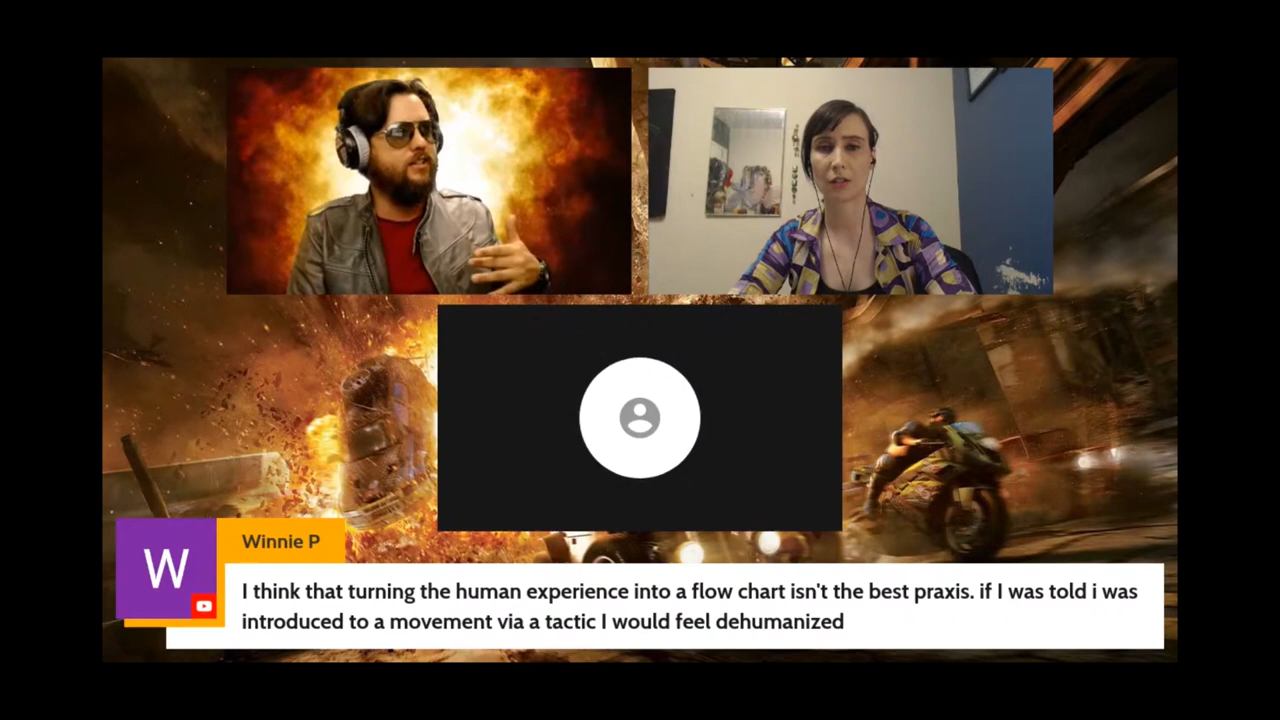 W
Winnie P
I think that turning the human experience into a flow chart isn't the best praxis. if I was told i was
introduced to a movement via a tactic I would feel dehumanized